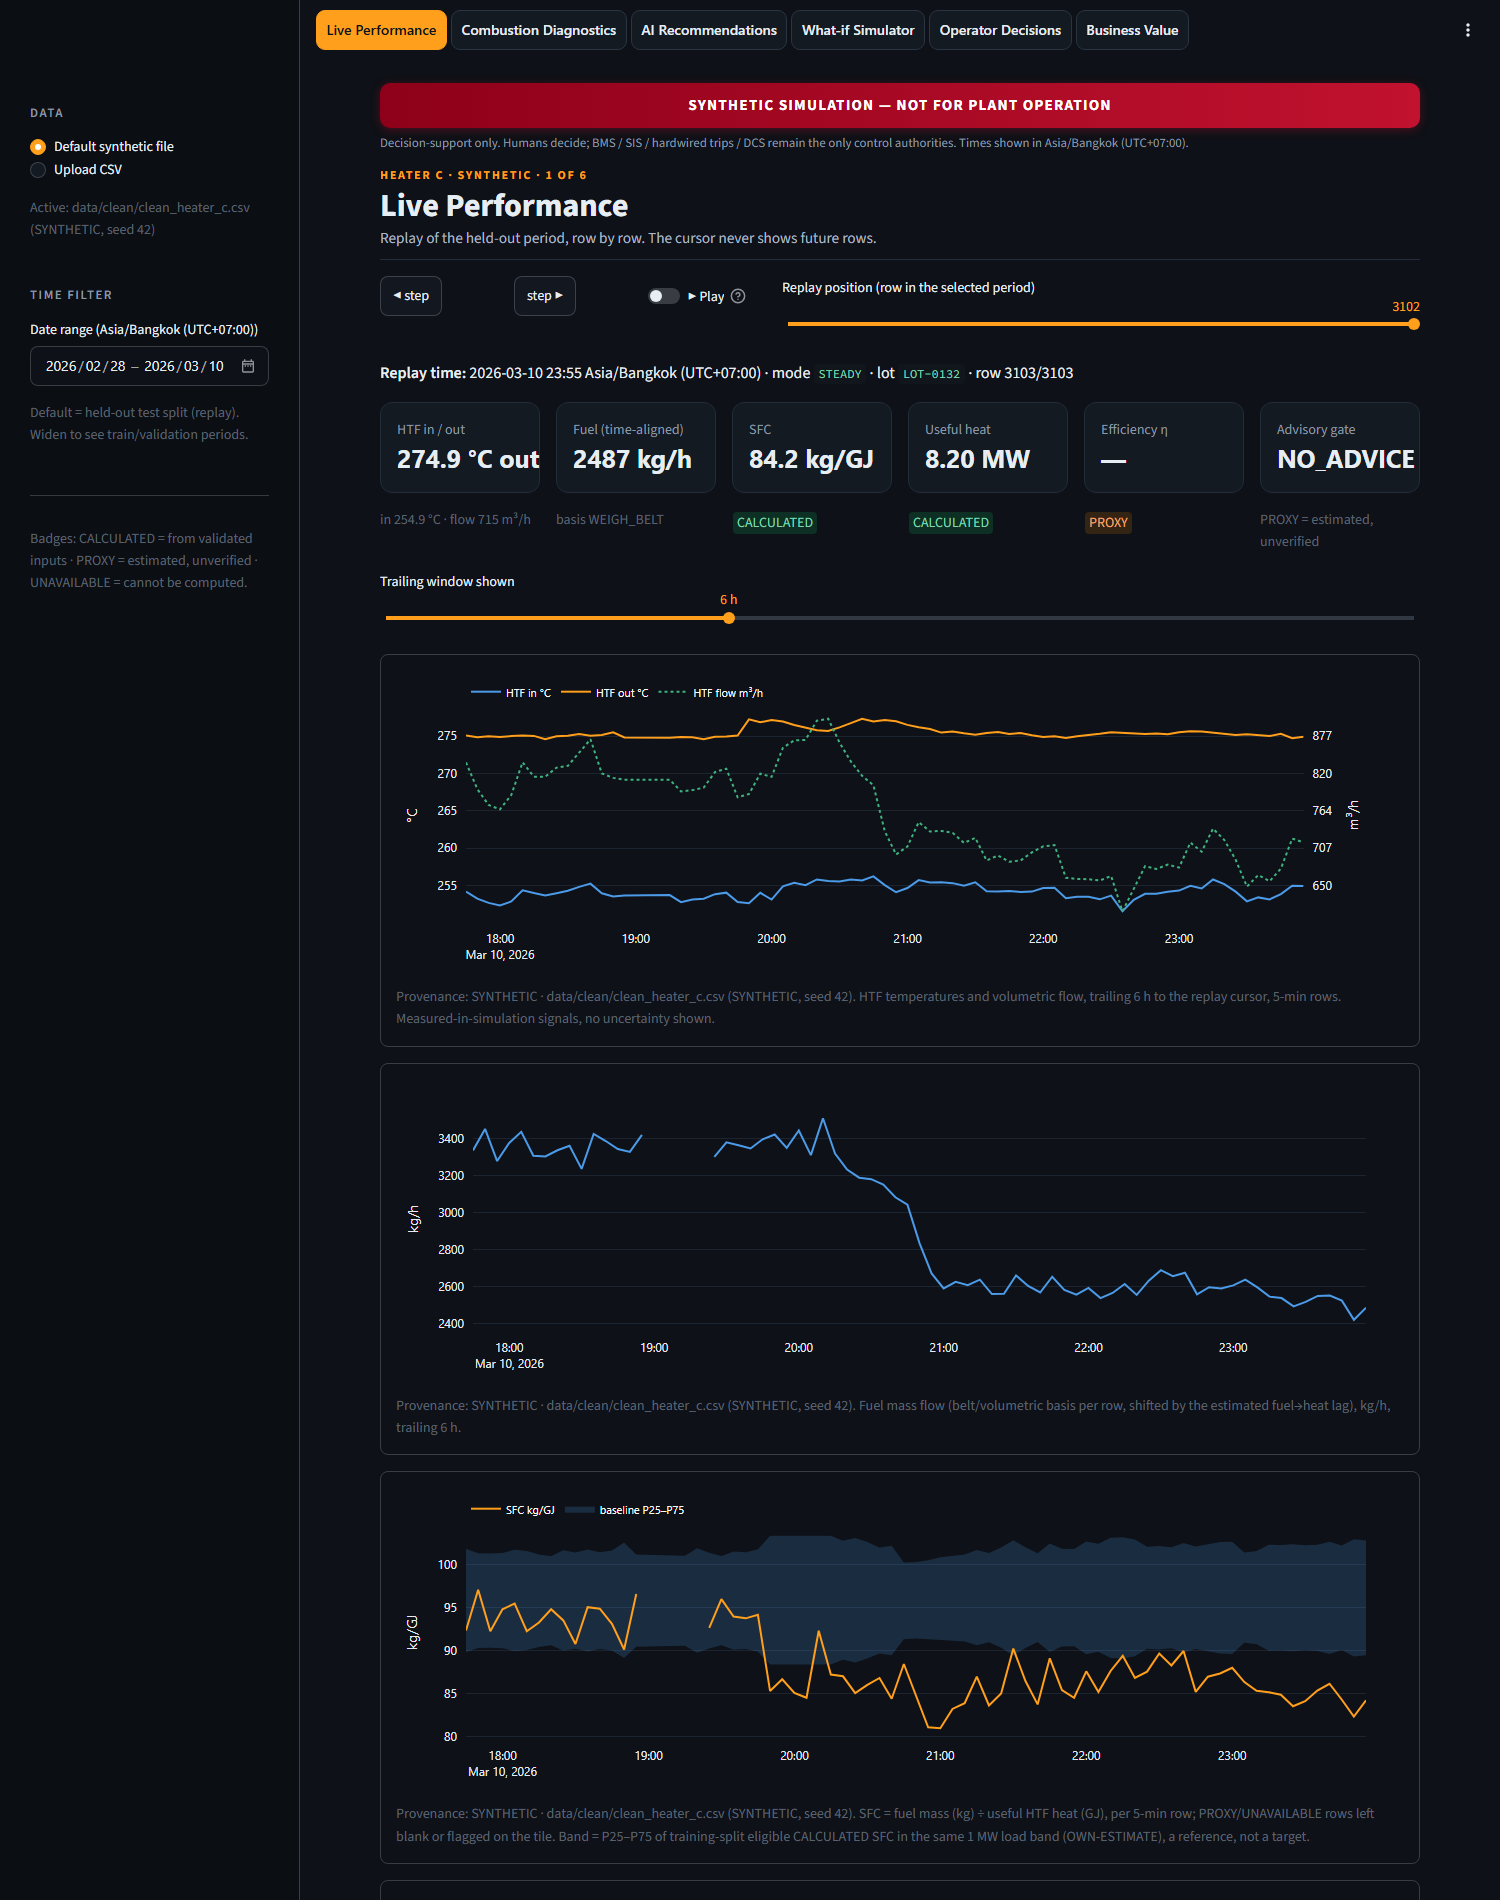 Live Performance
Combustion Diagnostics
AI Recommendations
What-if Simulator
Operator Decisions
Business Value
DATA
Default synthetic file
Upload CSV
Active: data/clean/clean_heater_c.csv
(SYNTHETIC, seed 42)
TIME FILTER
Date range (Asia/Bangkok (UTC+07:00))
2026/02/28 – 2026/03/10
Default = held-out test split (replay).
Widen to see train/validation periods.
Badges: CALCULATED = from validated
inputs · PROXY = estimated, unverified ·
UNAVAILABLE = cannot be computed.
SYNTHETIC SIMULATION — NOT FOR PLANT OPERATION
Decision-support only. Humans decide; BMS / SIS / hardwired trips / DCS remain the only control authorities. Times shown in Asia/Bangkok (UTC+07:00).
HEATER C · SYNTHETIC · 1 OF 6
Live Performance
Replay of the held-out period, row by row. The cursor never shows future rows.
◂ step
step ▸
▸ Play
Replay position (row in the selected period)
3102
Replay time: 2026-03-10 23:55 Asia/Bangkok (UTC+07:00) · mode STEADY · lot LOT-0132 · row 3103/3103
HTF in / out
274.9 °C out
in 254.9 °C · flow 715 m³/h
Fuel (time-aligned)
2487 kg/h
basis WEIGH_BELT
SFC
84.2 kg/GJ
CALCULATED
Useful heat
8.20 MW
CALCULATED
Efficiency η
—
PROXY
Advisory gate
NO_ADVICE
PROXY = estimated,
unverified
Trailing window shown
6 h
HTF in °C
HTF out °C
HTF flow m³/h
275
270
265
260
255
°C
877
820
764
707
650
m³/h
18:00
19:00
20:00
21:00
22:00
23:00
Mar 10, 2026
Provenance: SYNTHETIC · data/clean/clean_heater_c.csv (SYNTHETIC, seed 42). HTF temperatures and volumetric flow, trailing 6 h to the replay cursor, 5-min rows.
Measured-in-simulation signals, no uncertainty shown.
3400
3200
3000
2800
2600
2400
kg/h
18:00
19:00
20:00
21:00
22:00
23:00
Mar 10, 2026
Provenance: SYNTHETIC · data/clean/clean_heater_c.csv (SYNTHETIC, seed 42). Fuel mass flow (belt/volumetric basis per row, shifted by the estimated fuel→heat lag), kg/h,
trailing 6 h.
SFC kg/GJ
baseline P25–P75
100
95
90
85
80
kg/GJ
18:00
19:00
20:00
21:00
22:00
23:00
Mar 10, 2026
Provenance: SYNTHETIC · data/clean/clean_heater_c.csv (SYNTHETIC, seed 42). SFC = fuel mass (kg) ÷ useful HTF heat (GJ), per 5-min row; PROXY/UNAVAILABLE rows left
blank or flagged on the tile. Band = P25–P75 of training-split eligible CALCULATED SFC in the same 1 MW load band (OWN-ESTIMATE), a reference, not a target.